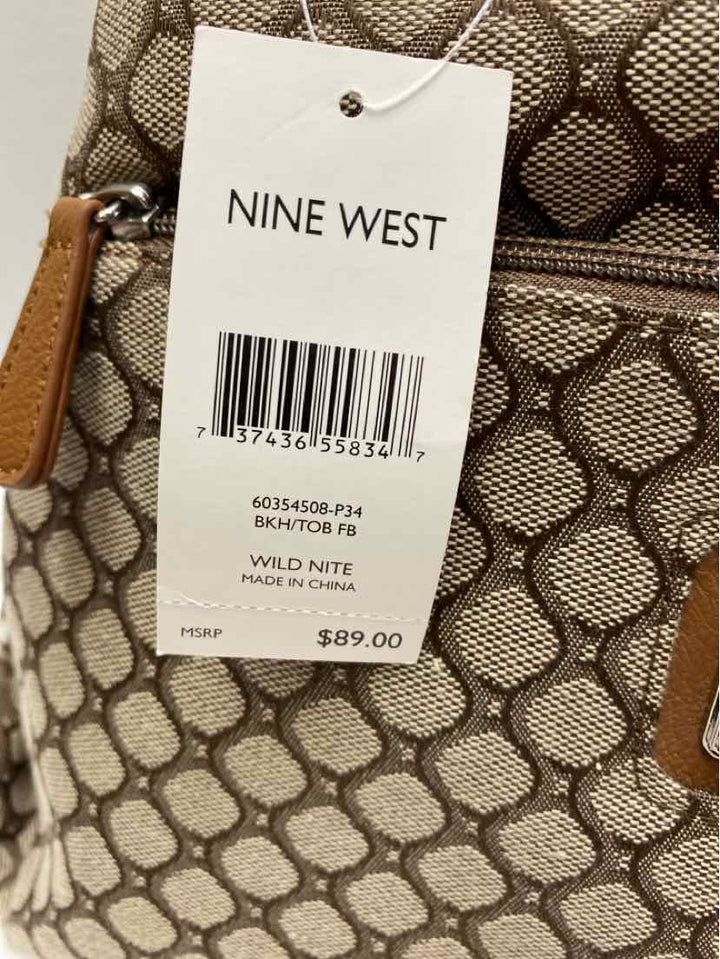 NINE WEST
7 37436 55834 7
60354508-P34
BKH/TOB FB
WILD NITE
MADE IN CHINA
MSRP $89.00